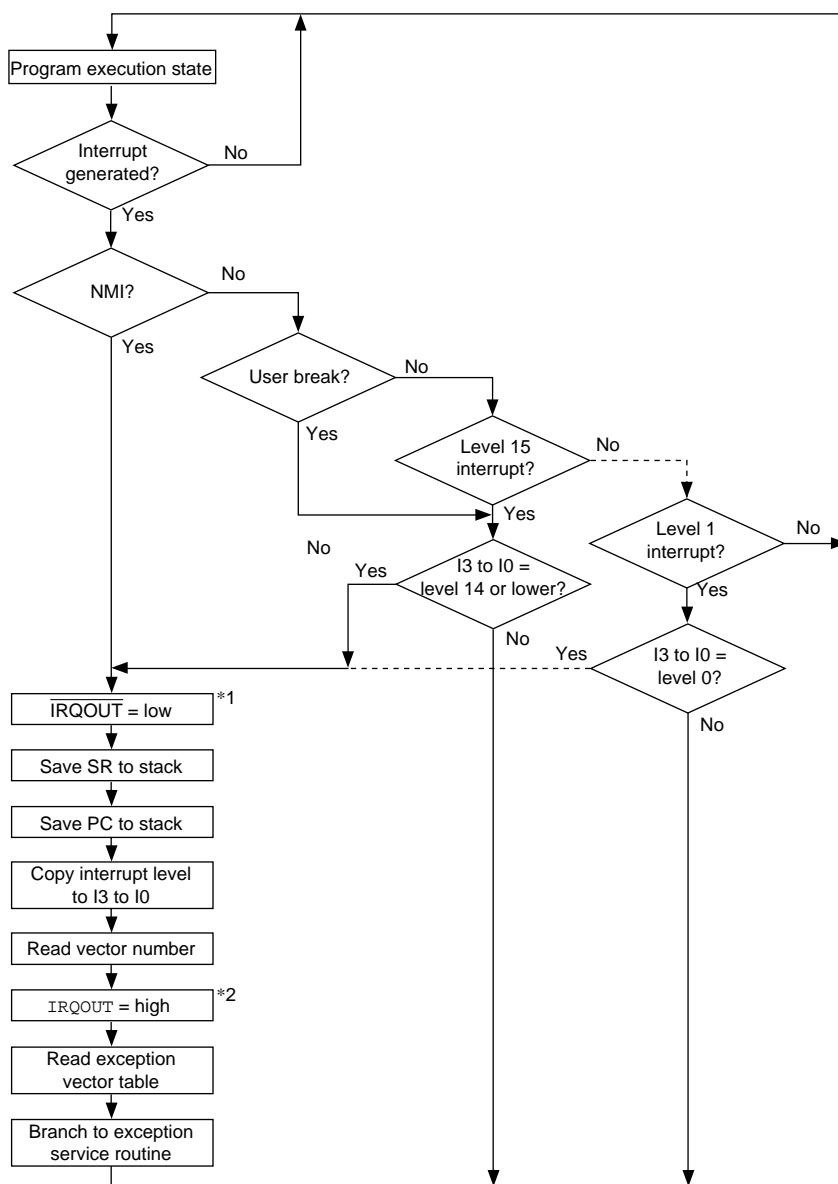 Program execution state
Interrupt
generated?
No
Yes
NMI?
No
Yes
User break?
No
Yes
Level 15
interrupt?
No
Yes
Level 1
interrupt?
No
Yes
No
I3 to I0 =
level 14 or lower?
Yes
No
I3 to I0 =
level 0?
Yes
No
IRQOUT = low
*1
Save SR to stack
Save PC to stack
Copy interrupt level
to I3 to I0
Read vector number
IRQOUT = high
*2
Read exception
vector table
Branch to exception
service routine